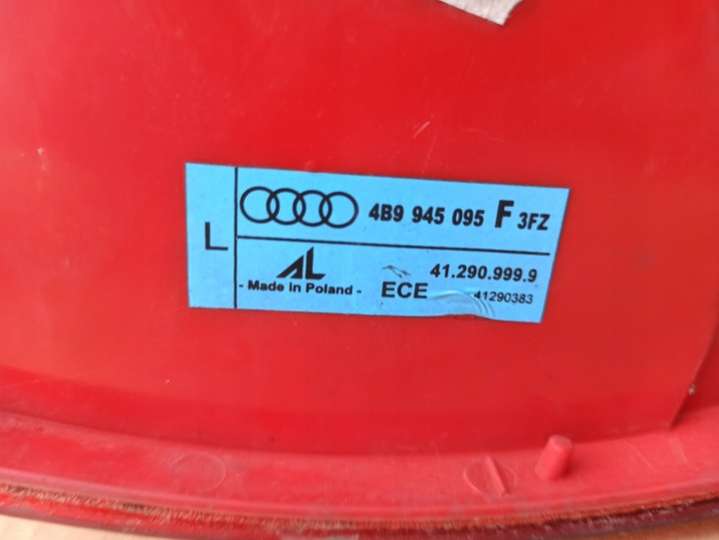 L
4B9 945 095 F 3FZ
AL
41.290.999.9
- Made in Poland -
ECE
41290383